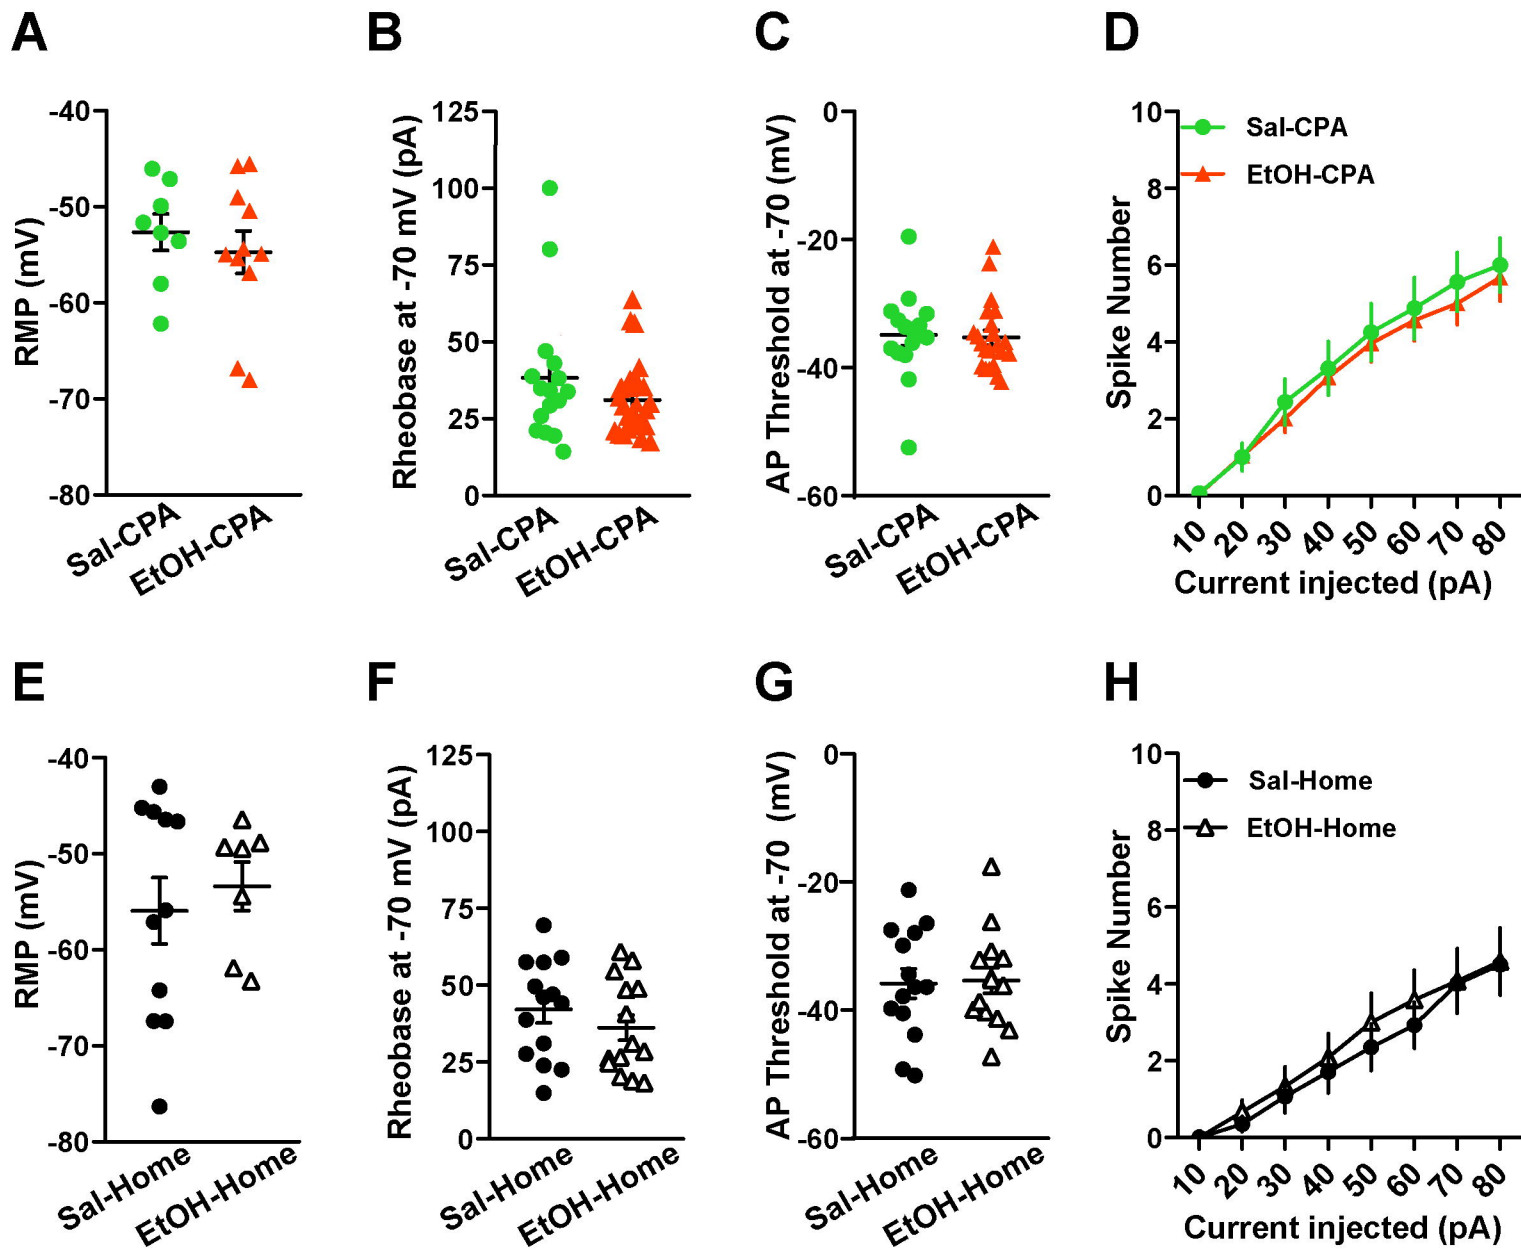 A
B
C
D
RMP (mV)
-40
-50
-60
-70
-80
Sal-CPA
EtOH-CPA
Rheobase at -70 mV (pA)
125
100
75
50
25
0
Sal-CPA
EtOH-CPA
AP Threshold at -70 (mV)
0
-20
-40
-60
Sal-CPA
EtOH-CPA
Spike Number
10
8
6
4
2
0
Sal-CPA
EtOH-CPA
10 20 30 40 50 60 70 80
Current injected (pA)
E
F
G
H
RMP (mV)
-40
-50
-60
-70
-80
Sal-Home
EtOH-Home
Rheobase at -70 mV (pA)
125
100
75
50
25
0
Sal-Home
EtOH-Home
AP Threshold at -70 (mV)
0
-20
-40
-60
Sal-Home
EtOH-Home
Spike Number
10
8
6
4
2
0
Sal-Home
EtOH-Home
10 20 30 40 50 60 70 80
Current injected (pA)